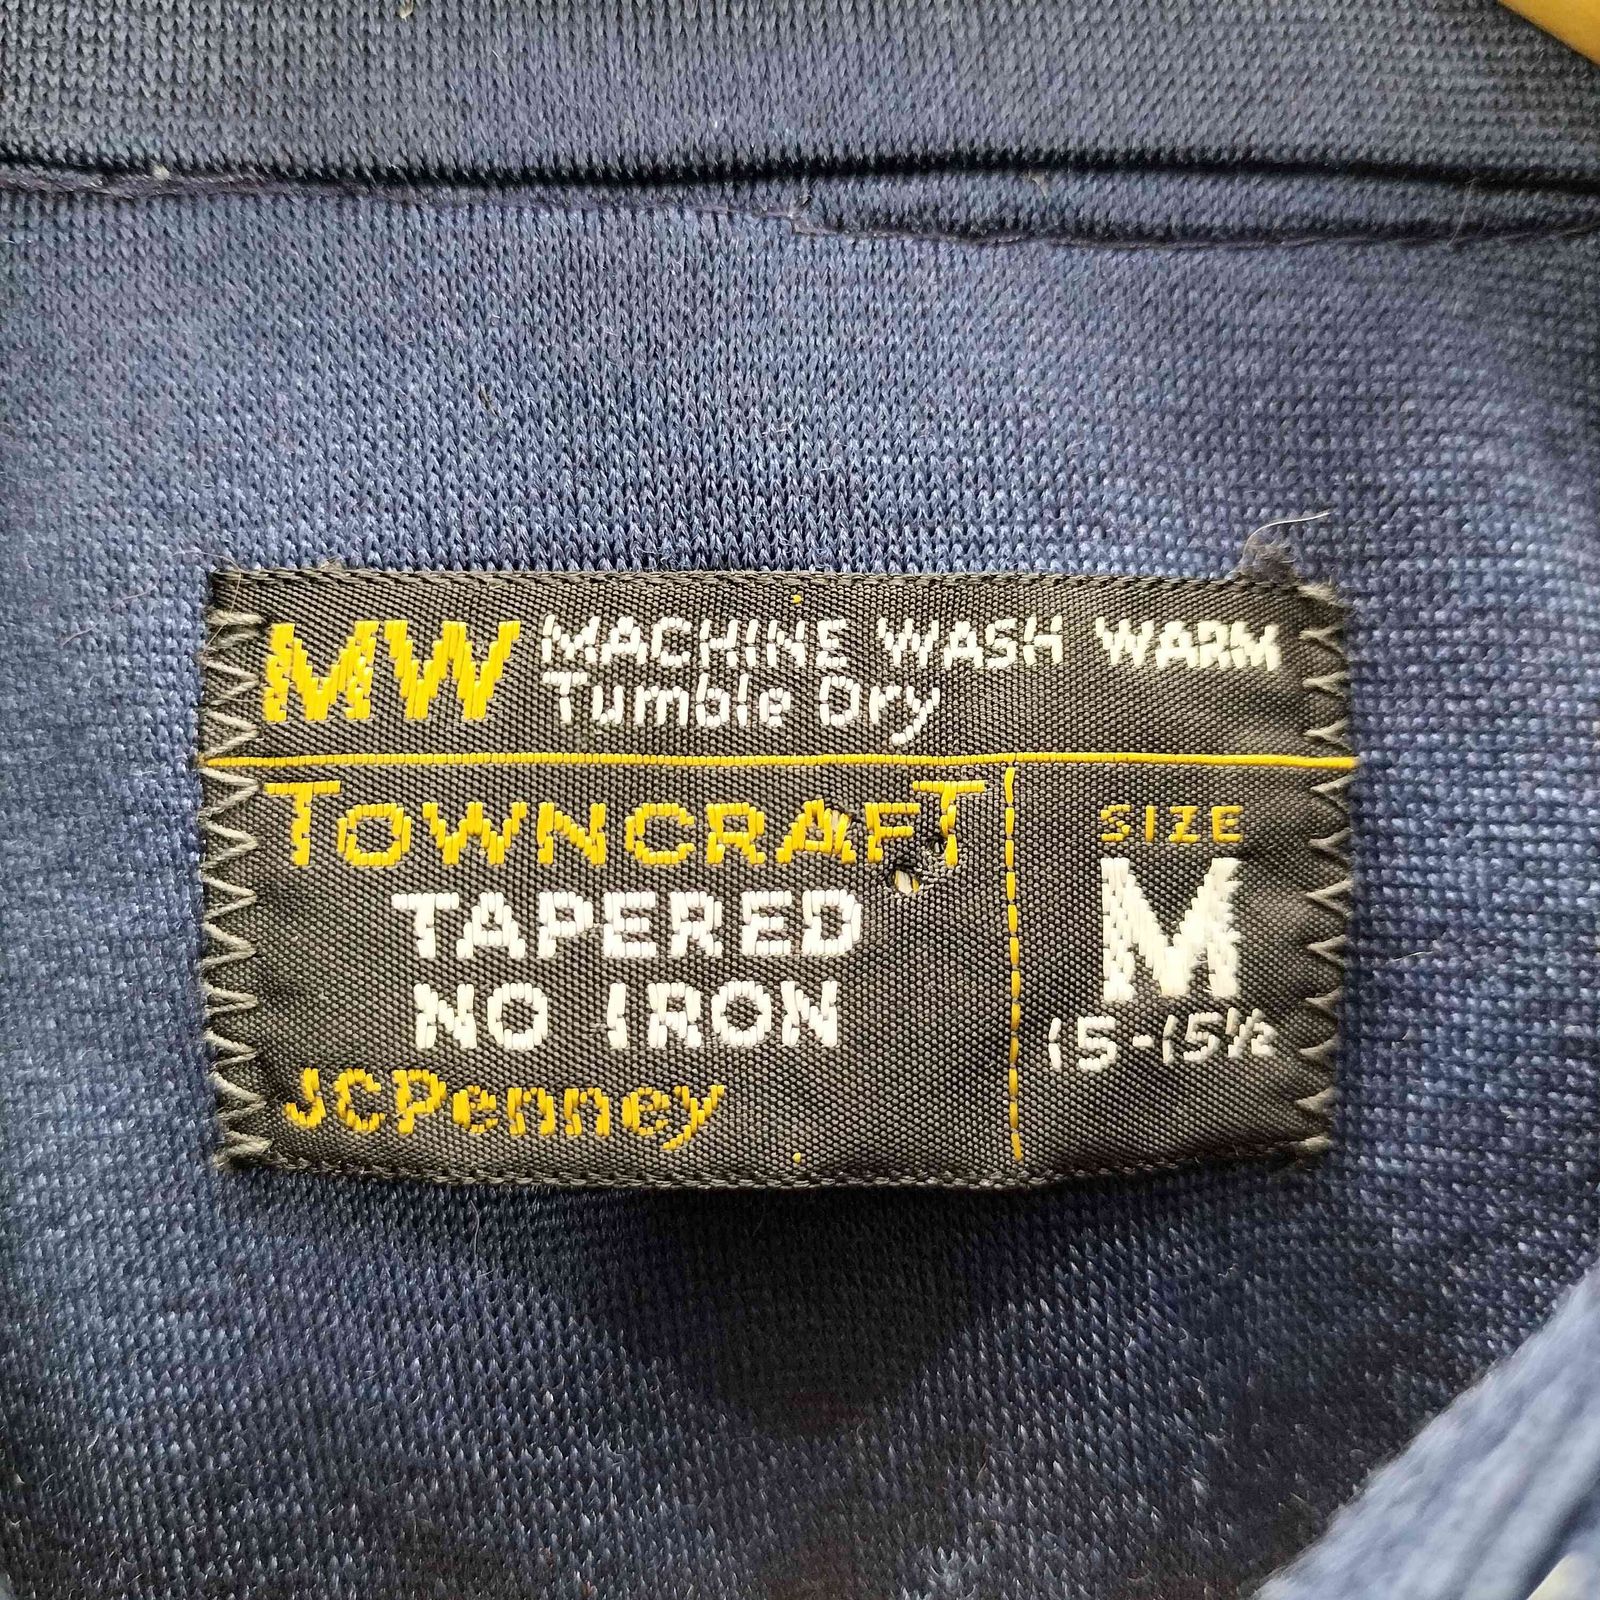 MW MACHINE WASH WARM
Tumble Dry
TOWNCRAFT
TAPERED
NO IRON
JCPenney
SIZE
M
15-15½